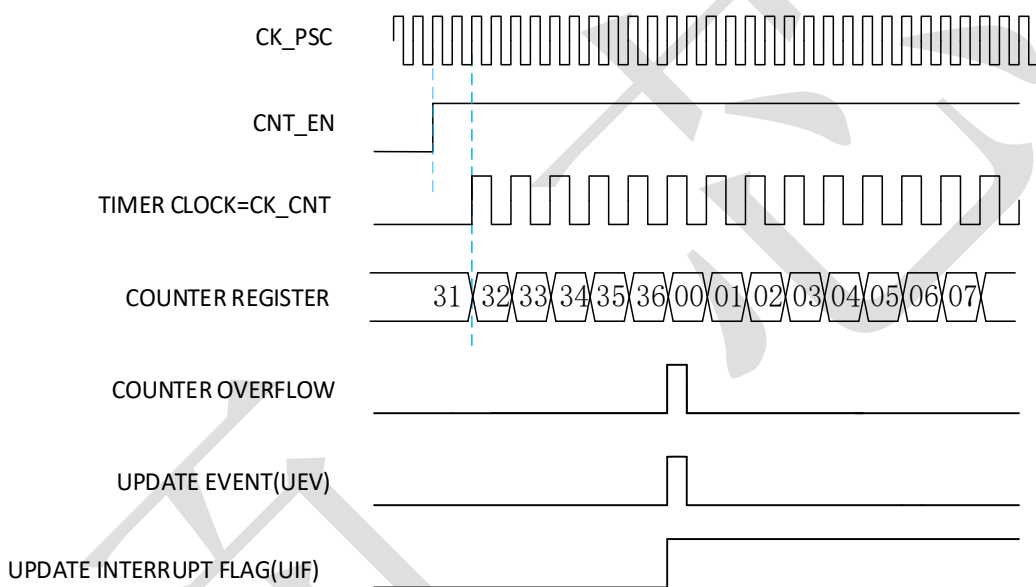 CK_PSC
CNT_EN
TIMER CLOCK=CK_CNT
COUNTER REGISTER 31 32 33 34 35 36 00 01 02 03 04 05 06 07
COUNTER OVERFLOW
UPDATE EVENT(UEV)
UPDATE INTERRUPT FLAG(UIF)